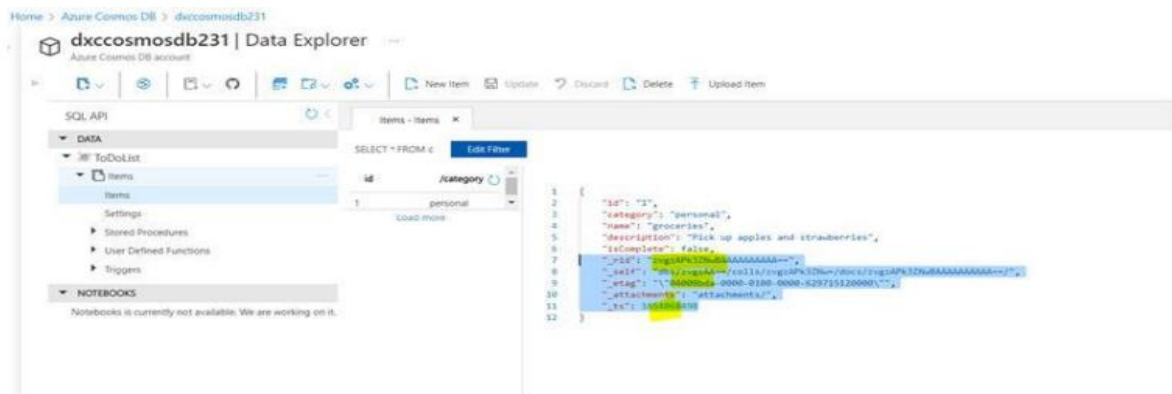 Home > Azure Cosmos DB > dxccosmosdb231
dxccosmosdb231 | Data Explorer ...
Azure Cosmos DB account
New Item Update Discard Delete Upload Item
SQL API
Items - Items ×
DATA
SELECT * FROM c Edit Filter
ToDoList
Items ...
id /category
Items
1 personal
Settings
Load more
Stored Procedures
User Defined Functions
Triggers
NOTEBOOKS
Notebooks is currently not available. We are working on it.
1 {
2 "id": "1",
3 "category": "personal",
4 "name": "groceries",
5 "description": "Pick up apples and strawberries",
6 "isComplete": false,
7 "_rid":
8 "_self":
9 "_etag":
10 "_attachments": "attachments/",
11 "_ts":
12 }